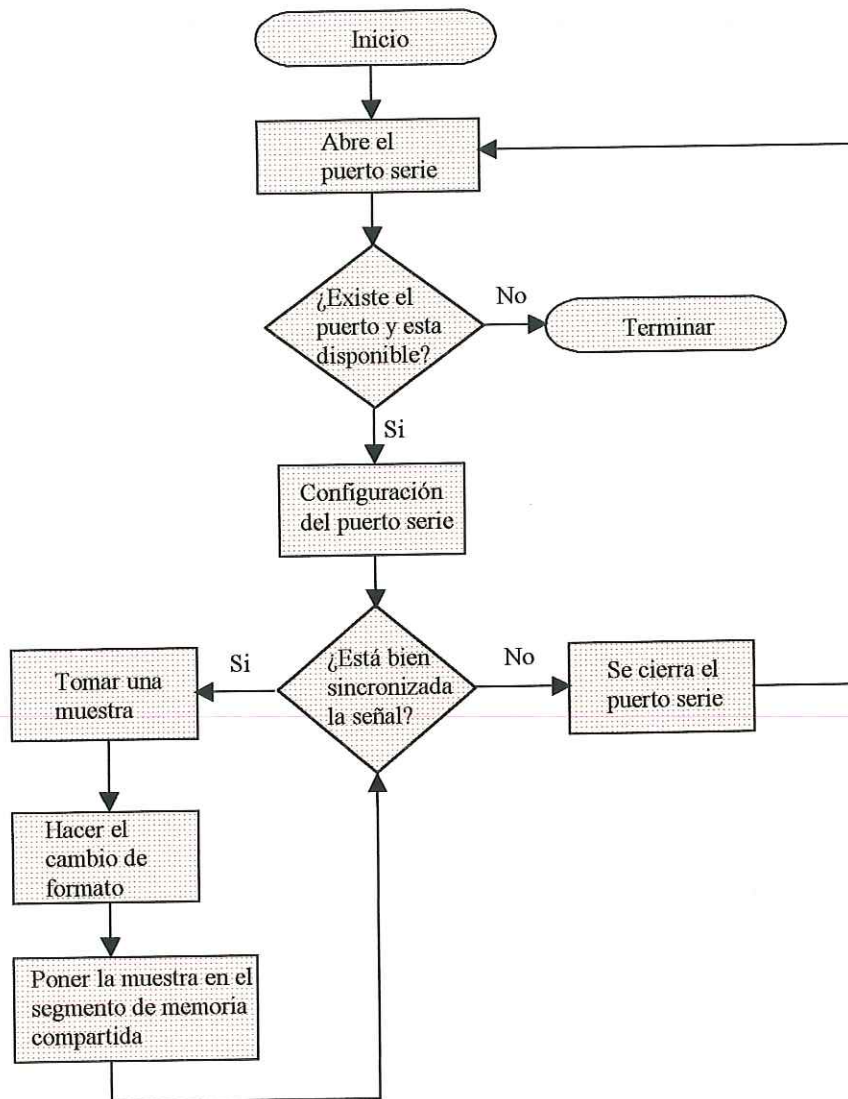 Inicio
Abre el
puerto serie
¿Existe el
puerto y esta
disponible?
No
Terminar
Si
Configuración
del puerto serie
¿Está bien
sincronizada
la señal?
Si
No
Tomar una
muestra
Se cierra el
puerto serie
Hacer el
cambio de
formato
Poner la muestra en el
segmento de memoria
compartida